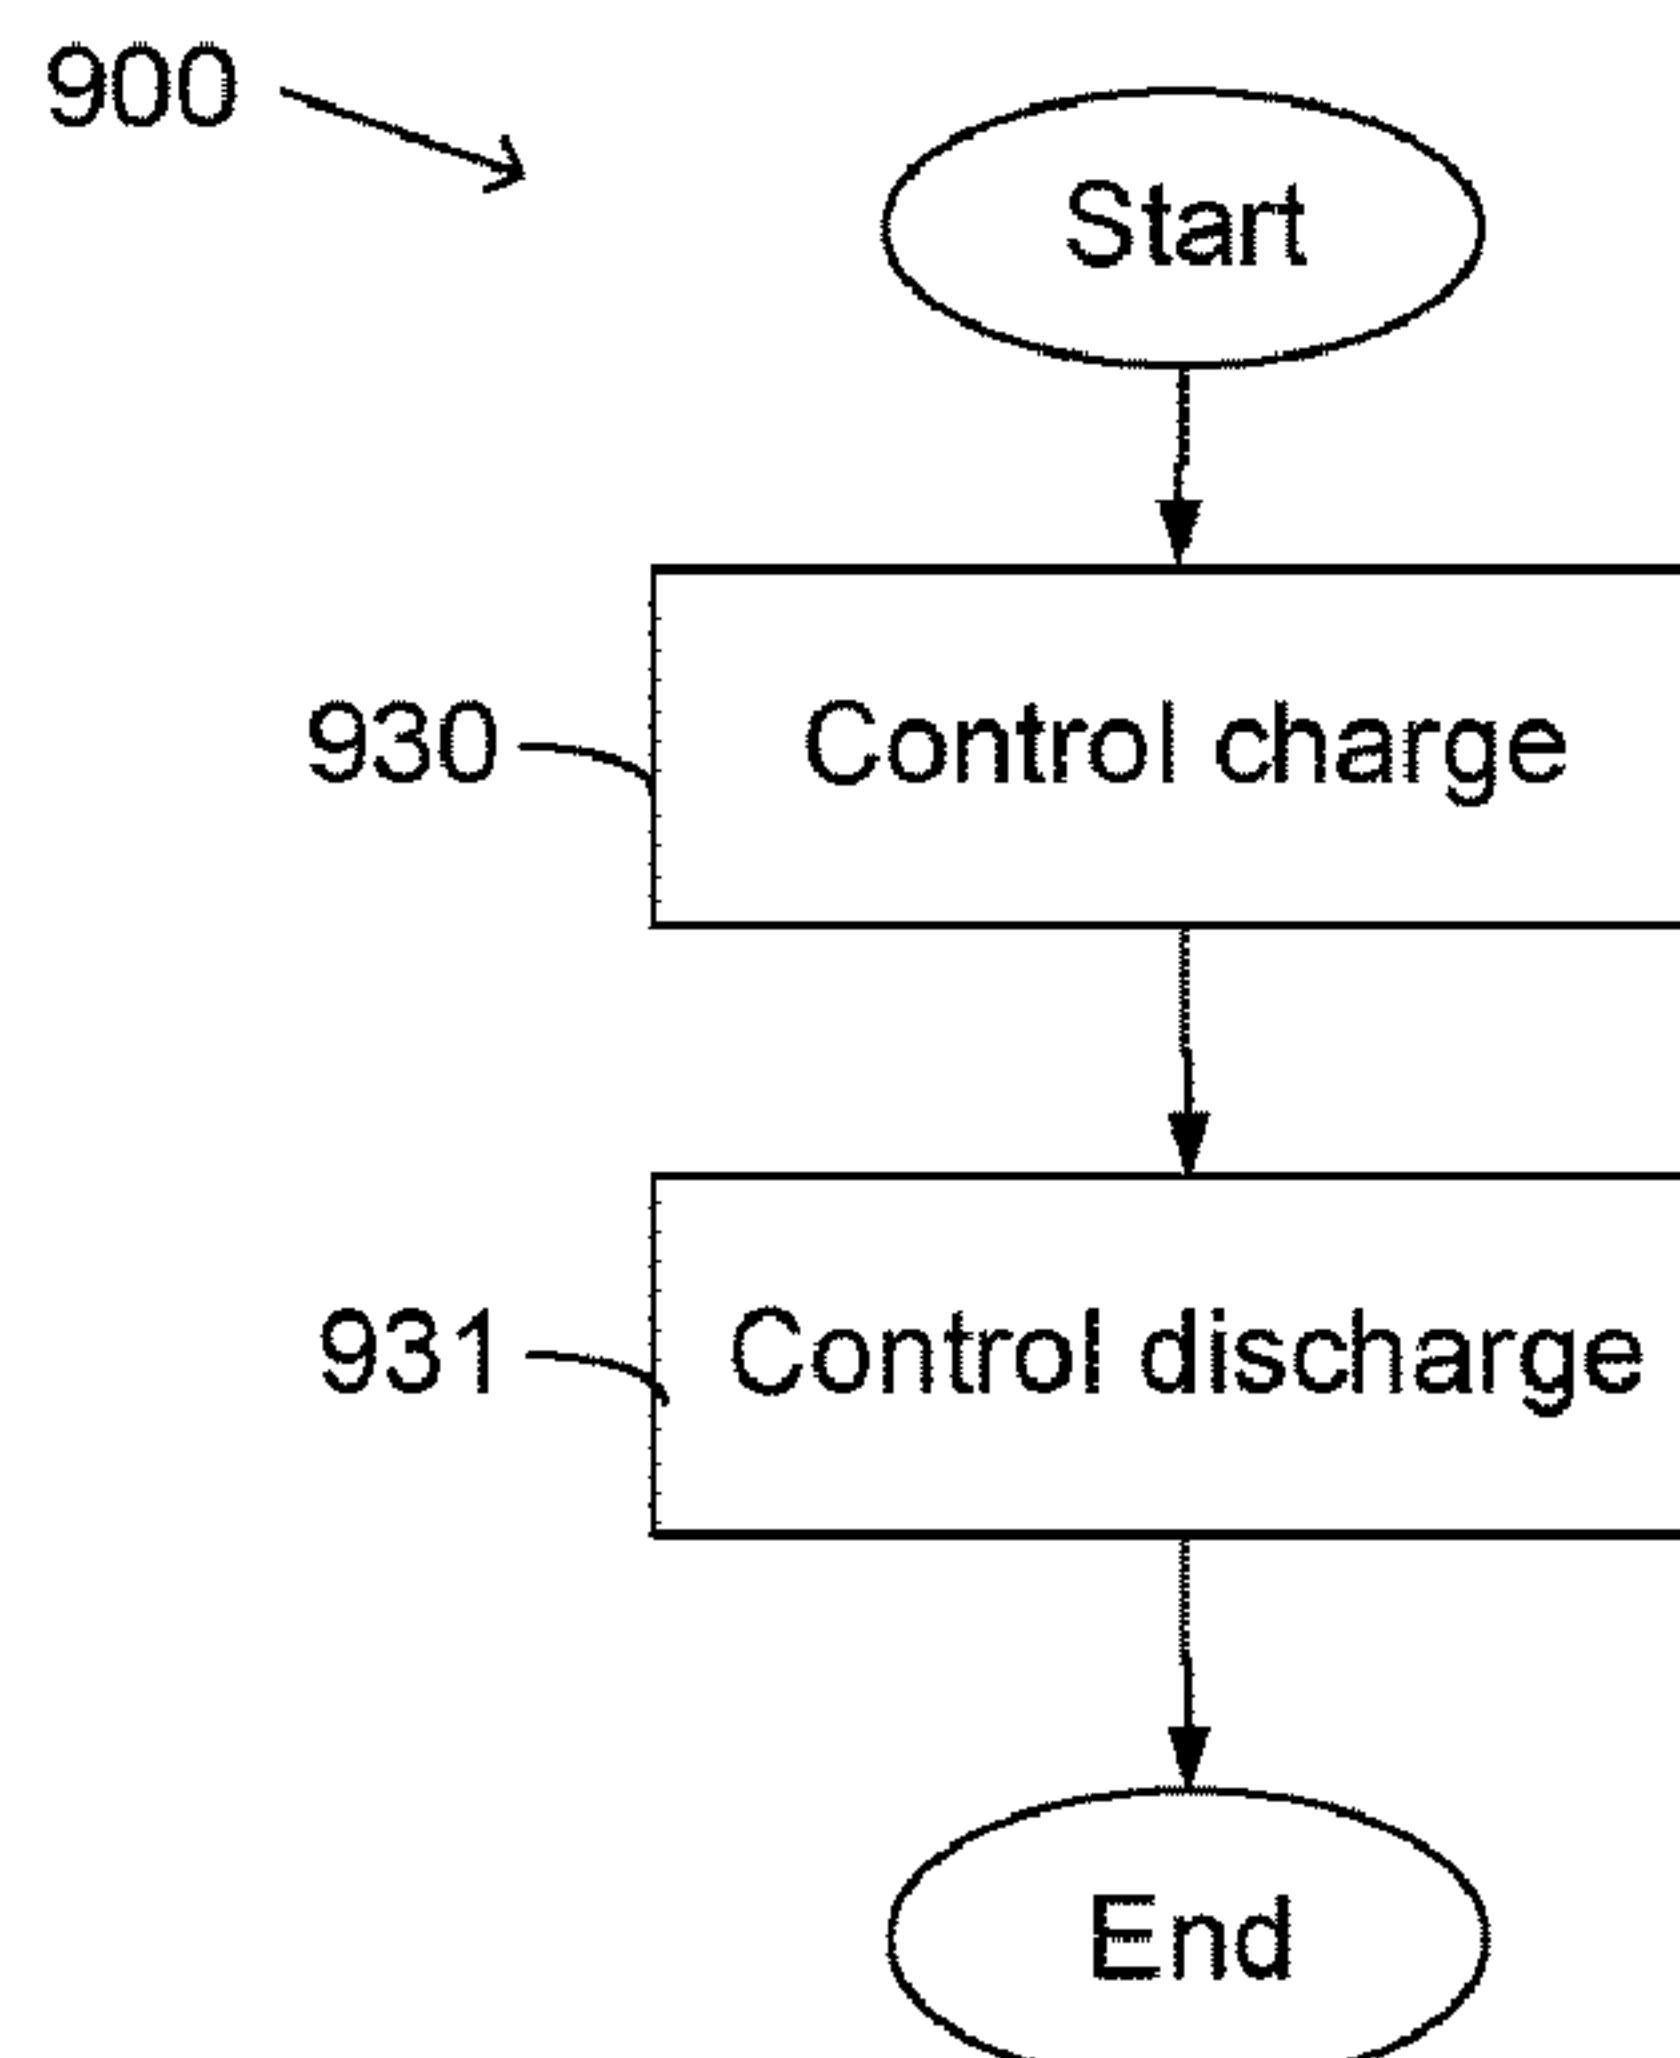 900
Start
930 Control charge
931 Control discharge
End